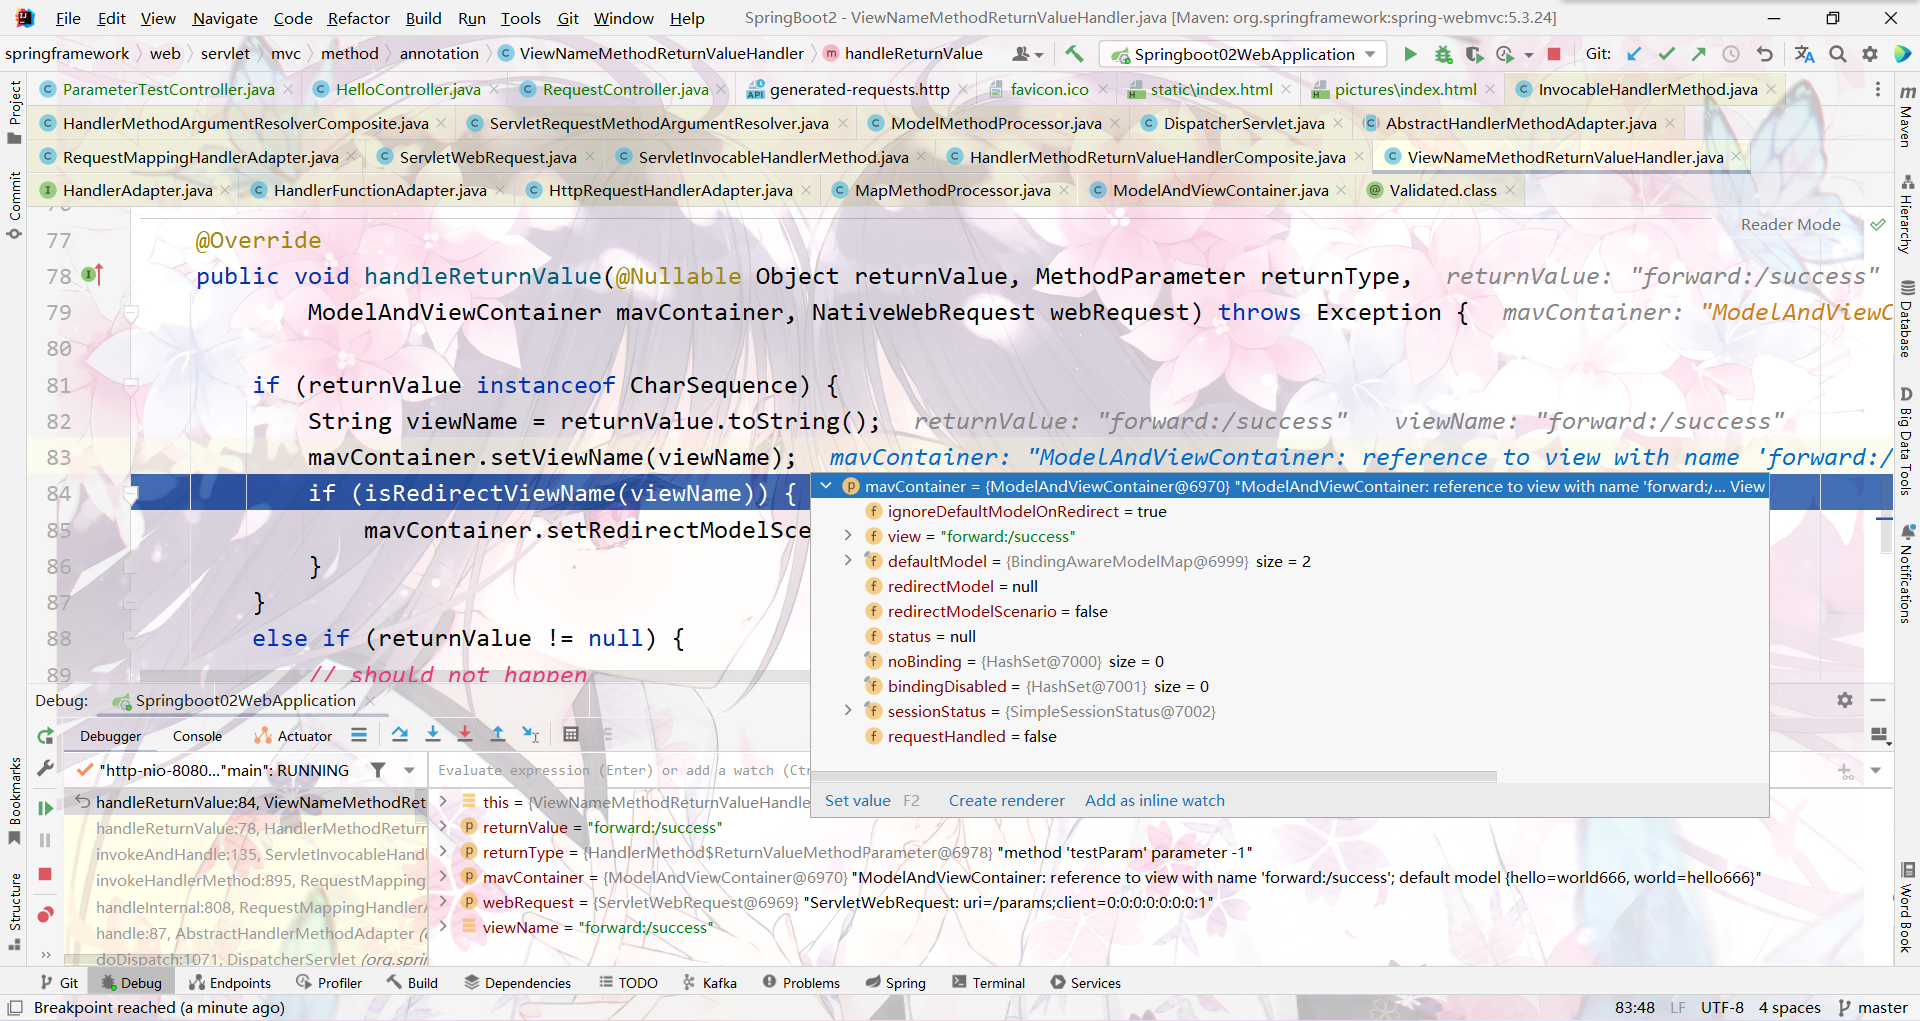 File Edit View Navigate Code Refactor Build Run Tools Git Window Help SpringBoot2 - ViewNameMethodReturnValueHandler.java [Maven: org.springframework:spring-webmvc:5.3.24]
springframework web servlet mvc method annotation ViewNameMethodReturnValueHandler handleReturnValue Springboot02WebApplication Git:
ParameterTestController.java HelloController.java RequestController.java generated-requests.http favicon.ico static\index.html pictures\index.html InvocableHandlerMethod.java
HandlerMethodArgumentResolverComposite.java ServletRequestMethodArgumentResolver.java ModelMethodProcessor.java DispatcherServlet.java AbstractHandlerMethodAdapter.java
RequestMappingHandlerAdapter.java ServletWebRequest.java ServletInvocableHandlerMethod.java HandlerMethodReturnValueHandlerComposite.java ViewNameMethodReturnValueHandler.java
HandlerAdapter.java HandlerFunctionAdapter.java HttpRequestHandlerAdapter.java MapMethodProcessor.java ModelAndViewContainer.java Validated.class
Reader Mode
77 @Override
78 public void handleReturnValue(@Nullable Object returnValue, MethodParameter returnType, returnValue: "forward:/success"
79 ModelAndViewContainer mavContainer, NativeWebRequest webRequest) throws Exception { mavContainer: "ModelAndViewC
80
81 if (returnValue instanceof CharSequence) {
82 String viewName = returnValue.toString(); returnValue: "forward:/success" viewName: "forward:/success"
83 mavContainer.setViewName(viewName); mavContainer: "ModelAndViewContainer: reference to view with name 'forward:/
84 if (isRedirectViewName(viewName)) {
85 mavContainer.setRedirectModelSce
86 }
87 }
88 else if (returnValue != null) {
89 // should not happen
mavContainer = {ModelAndViewContainer@6970} "ModelAndViewContainer: reference to view with name 'forward:/... View
ignoreDefaultModelOnRedirect = true
view = "forward:/success"
defaultModel = {BindingAwareModelMap@6999} size = 2
redirectModel = null
redirectModelScenario = false
status = null
noBinding = {HashSet@7000} size = 0
bindingDisabled = {HashSet@7001} size = 0
sessionStatus = {SimpleSessionStatus@7002}
requestHandled = false
Set value F2 Create renderer Add as inline watch
Debug: Springboot02WebApplication
Debugger Console Actuator
"http-nio-8080..."main": RUNNING
Evaluate expression (Enter) or add a watch (Ctr
handleReturnValue:84, ViewNameMethodRet
handleReturnValue:78, HandlerMethodReturn
invokeAndHandle:135, ServletInvocableHand
invokeHandlerMethod:895, RequestMapping
handleInternal:808, RequestMappingHandlerA
handle:87, AbstractHandlerMethodAdapter (o
doDispatch:1071, DispatcherServlet (org.sprin
this = {ViewNameMethodReturnValueHandle
returnValue = "forward:/success"
returnType = {HandlerMethod$ReturnValueMethodParameter@6978} "method 'testParam' parameter -1"
mavContainer = {ModelAndViewContainer@6970} "ModelAndViewContainer: reference to view with name 'forward:/success'; default model {hello=world666, world=hello666}"
webRequest = {ServletWebRequest@6969} "ServletWebRequest: uri=/params;client=0:0:0:0:0:0:0:1"
viewName = "forward:/success"
Project
Commit
Bookmarks
Structure
Maven
Hierarchy
Database
Big Data Tools
Notifications
Word Book
Git Debug Endpoints Profiler Build Dependencies TODO Kafka Problems Spring Terminal Services
Breakpoint reached (a minute ago) 83:48 LF UTF-8 4 spaces master